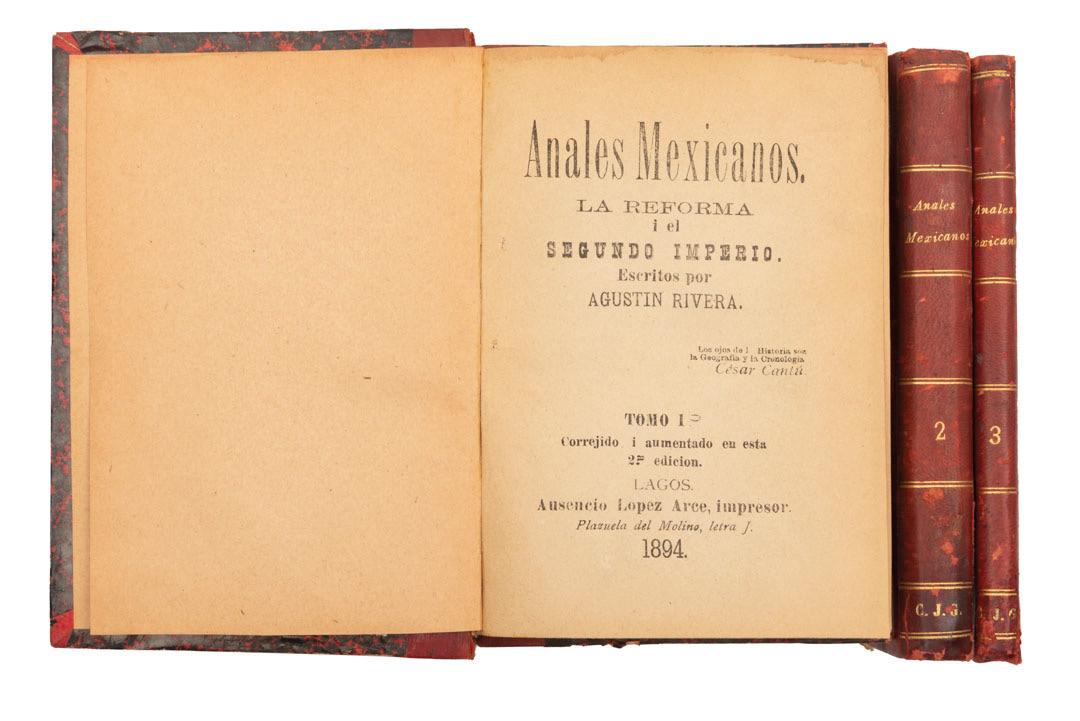 Anales Mexicanos.
LA REFORMA
i el
SEGUNDO IMPERIO.
Escritos por
AGUSTIN RIVERA.
Los ojos de l Historia son
la Geografía y la Cronología
César Cantú.
TOMO 1º
Correjido i aumentado en esta
2ª edicion.
LAGOS.
Ausencio Lopez Arce, impresor.
Plazuela del Molino, letra J.
1894.
Anales
Mexicanos
2
C. J. G.
Anales
exican
3
J. G